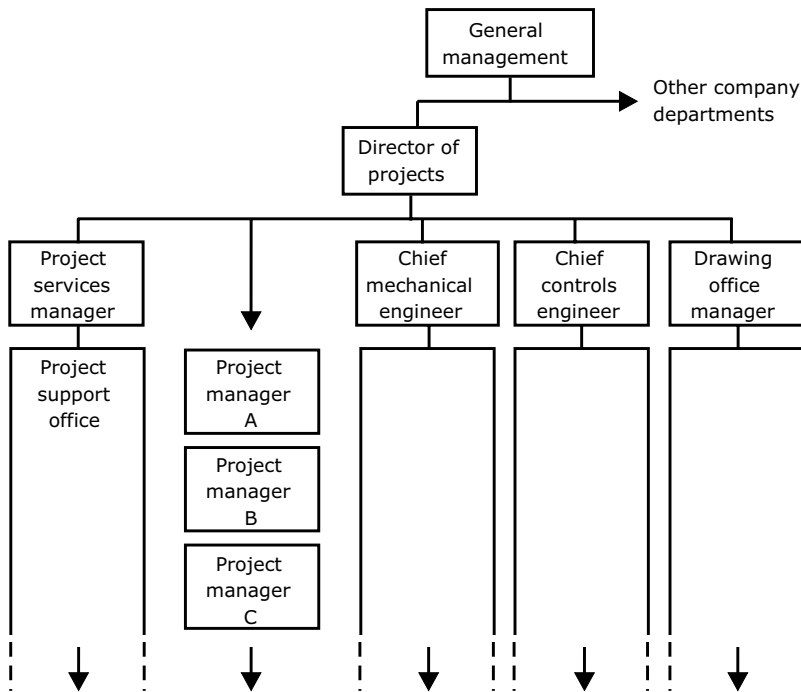 General
management
Other company
departments
Director of
projects
Project
services
manager
Chief
mechanical
engineer
Chief
controls
engineer
Drawing
office
manager
Project
support
office
Project
manager
A
Project
manager
B
Project
manager
C